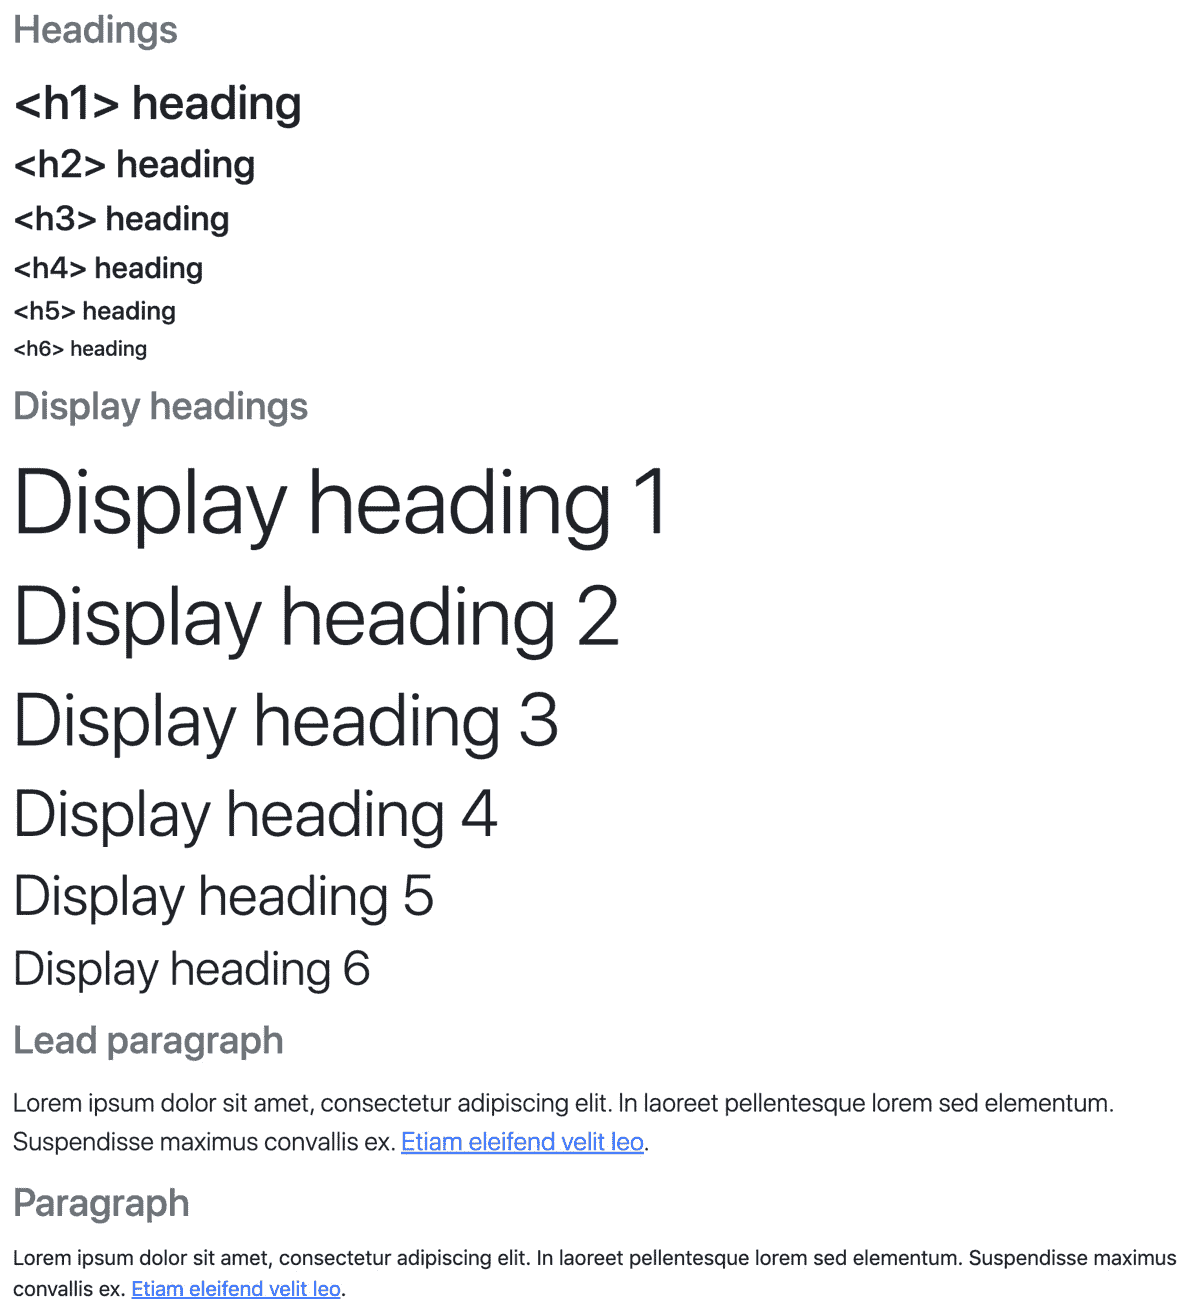 Headings
<h1> heading
<h2> heading
<h3> heading
<h4> heading
<h5> heading
<h6> heading
Display headings
Display heading 1
Display heading 2
Display heading 3
Display heading 4
Display heading 5
Display heading 6
Lead paragraph
Lorem ipsum dolor sit amet, consectetur adipiscing elit. In laoreet pellentesque lorem sed elementum.
Suspendisse maximus convallis ex. Etiam eleifend velit leo.
Paragraph
Lorem ipsum dolor sit amet, consectetur adipiscing elit. In laoreet pellentesque lorem sed elementum. Suspendisse maximus
convallis ex. Etiam eleifend velit leo.